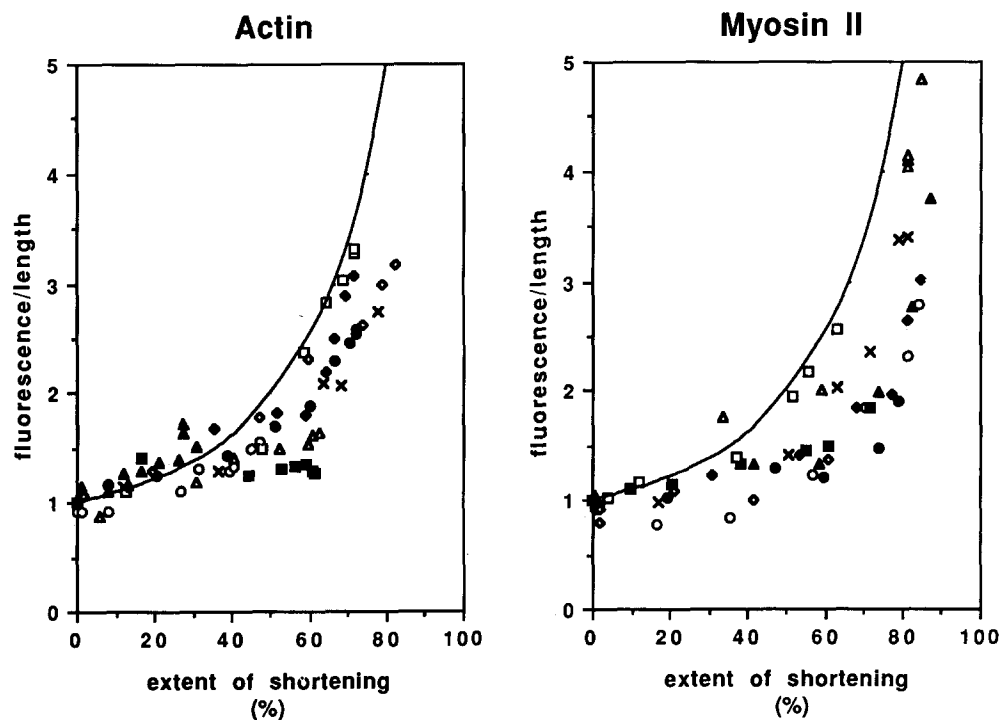 Actin
5
4
3
2
1
0
fluorescence/length
0 20 40 60 80 100
extent of shortening
(%)
Myosin II
5
4
3
2
1
0
fluorescence/length
0 20 40 60 80 100
extent of shortening
(%)